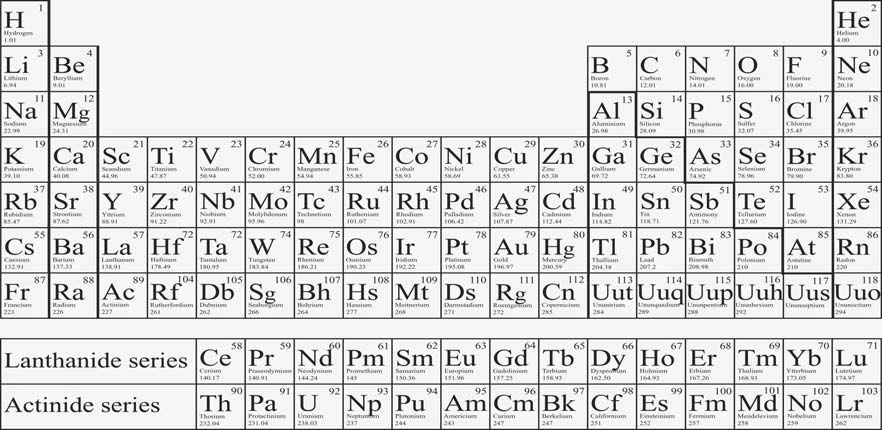 H 1 He 2
Hydrogen Helium
1.01 4.00
Li 3 Be 4 B 5 C 6 N 7 O 8 F 9 Ne 10
Lithium Beryllium Boron Carbon Nitrogen Oxygen Fluorine Neon
6.94 9.01 10.81 12.01 14.01 16.00 19.00 20.18
Na 11 Mg 12 Al 13 Si 14 P 15 S 16 Cl 17 Ar 18
Sodium Magnesium Aluminium Silicon Phosphorus Sulfer Chlorine Argon
22.99 24.31 26.98 28.09 30.98 32.07 35.45 39.95
K 19 Ca 20 Sc 21 Ti 22 V 23 Cr 24 Mn 25 Fe 26 Co 27 Ni 28 Cu 29 Zn 30 Ga 31 Ge 32 As 33 Se 34 Br 35 Kr 36
Potassium Calcium Scandium Titanium Vanadium Chromium Manganese Iron Cobalt Nickel Copper Zinc Gallium Germanium Arsenic Selenium Bromine Krypton
39.10 40.08 44.96 47.87 50.94 52.00 54.94 55.85 58.93 58.69 63.55 65.38 69.72 72.64 74.92 78.96 79.90 83.80
Rb 37 Sr 38 Y 39 Zr 40 Nb 41 Mo 42 Tc 43 Ru 44 Rh 45 Pd 46 Ag 47 Cd 48 In 49 Sn 50 Sb 51 Te 52 I 53 Xe 54
Rubidium Strontium Yttrium Zirconium Niobium Molybdenum Technetium Ruthenium Rhodium Palladium Silver Cadmium Indium Tin Antimony Tellurium Iodine Xenon
85.47 87.62 88.91 91.22 92.91 95.96 98 101.07 102.91 106.42 107.87 112.44 114.82 18.71 121.76 127.60 126.90 131.29
Cs 55 Ba 56 La 57 Hf 72 Ta 74 W 74 Re 75 Os 76 Ir 77 Pt 78 Au 79 Hg 80 Tl 81 Pb 82 Bi 83 Po 84 At 85 Rn 86
Caesium Barium Lanthanum Hafnium Tantalum Tungsten Rhenium Osmium Iridium Platinum Gold Mercury Thallium Lead Bismuth Polonium Astatine Radon
132.91 137.33 138.91 178.49 180.95 183.84 186.21 190.23 192.22 195.08 196.97 200.59 204.38 207.2 208.98 210 210 220
Fr 87 Ra 88 Ac 89 Rf 104 Db 105 Sg 106 Bh 107 Hs 108 Mt 109 Ds 110 Rg 111 Cn 112 Uut 113 Uuq 114 Uup 115 Uuh 116 Uus 117 Uuo 118
Francium Radium Actinium Rutherfordi Dubnium Seaborgium Bohrium Hassium Meitnerium Darmstadium Roentgenium Copernicium Ununtrium Ununquadium Ununpentium Ununhexium Ununseptium Ununoctium
223 226 227 261 262 266 264 277 268 271 272 285 284 289 288 292 294
Lanthanide series Ce 58 Pr 59 Nd 60 Pm 61 Sm 62 Eu 63 Gd 64 Tb 65 Dy 66 Ho 67 Er 68 Tm 69 Yb 70 Lu 71
Cerium Praseodymium Neodynium Promethium Samarium Europium Gadolinium Terbium Dysprosium Holmium Erbium Thulium Ytterbium Lutetium
140.17 140.91 144.24 145 150.36 151.96 157.25 158.93 162.50 164.93 167.26 168.93 173.05 174.97
Actinide series Th 90 Pa 91 U 92 Np 93 Pu 94 Am 95 Cm 96 Bk 97 Cf 98 Es 99 Fm 100 Md 101 No 102 Lr 103
Thorium Protactinium Uranium Neptunium Plutonium Americium Curium Berkelium Californium Einsteinium Fermium Mendelevium Nobelium Lawrencium
232.04 231.04 238.03 237 244 243 247 247 251 252 257 258 259 262